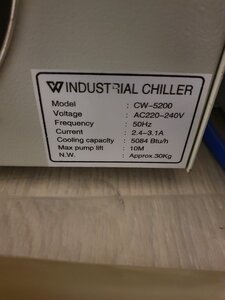 W INDUSTRIAL CHILLER
Model : CW-5200
Voltage : AC220-240V
Frequency : 50Hz
Current : 2.4-3.1A
Cooling capacity : 5084 Btu/h
Max pump lift : 10M
N.W. : Approx.30Kg